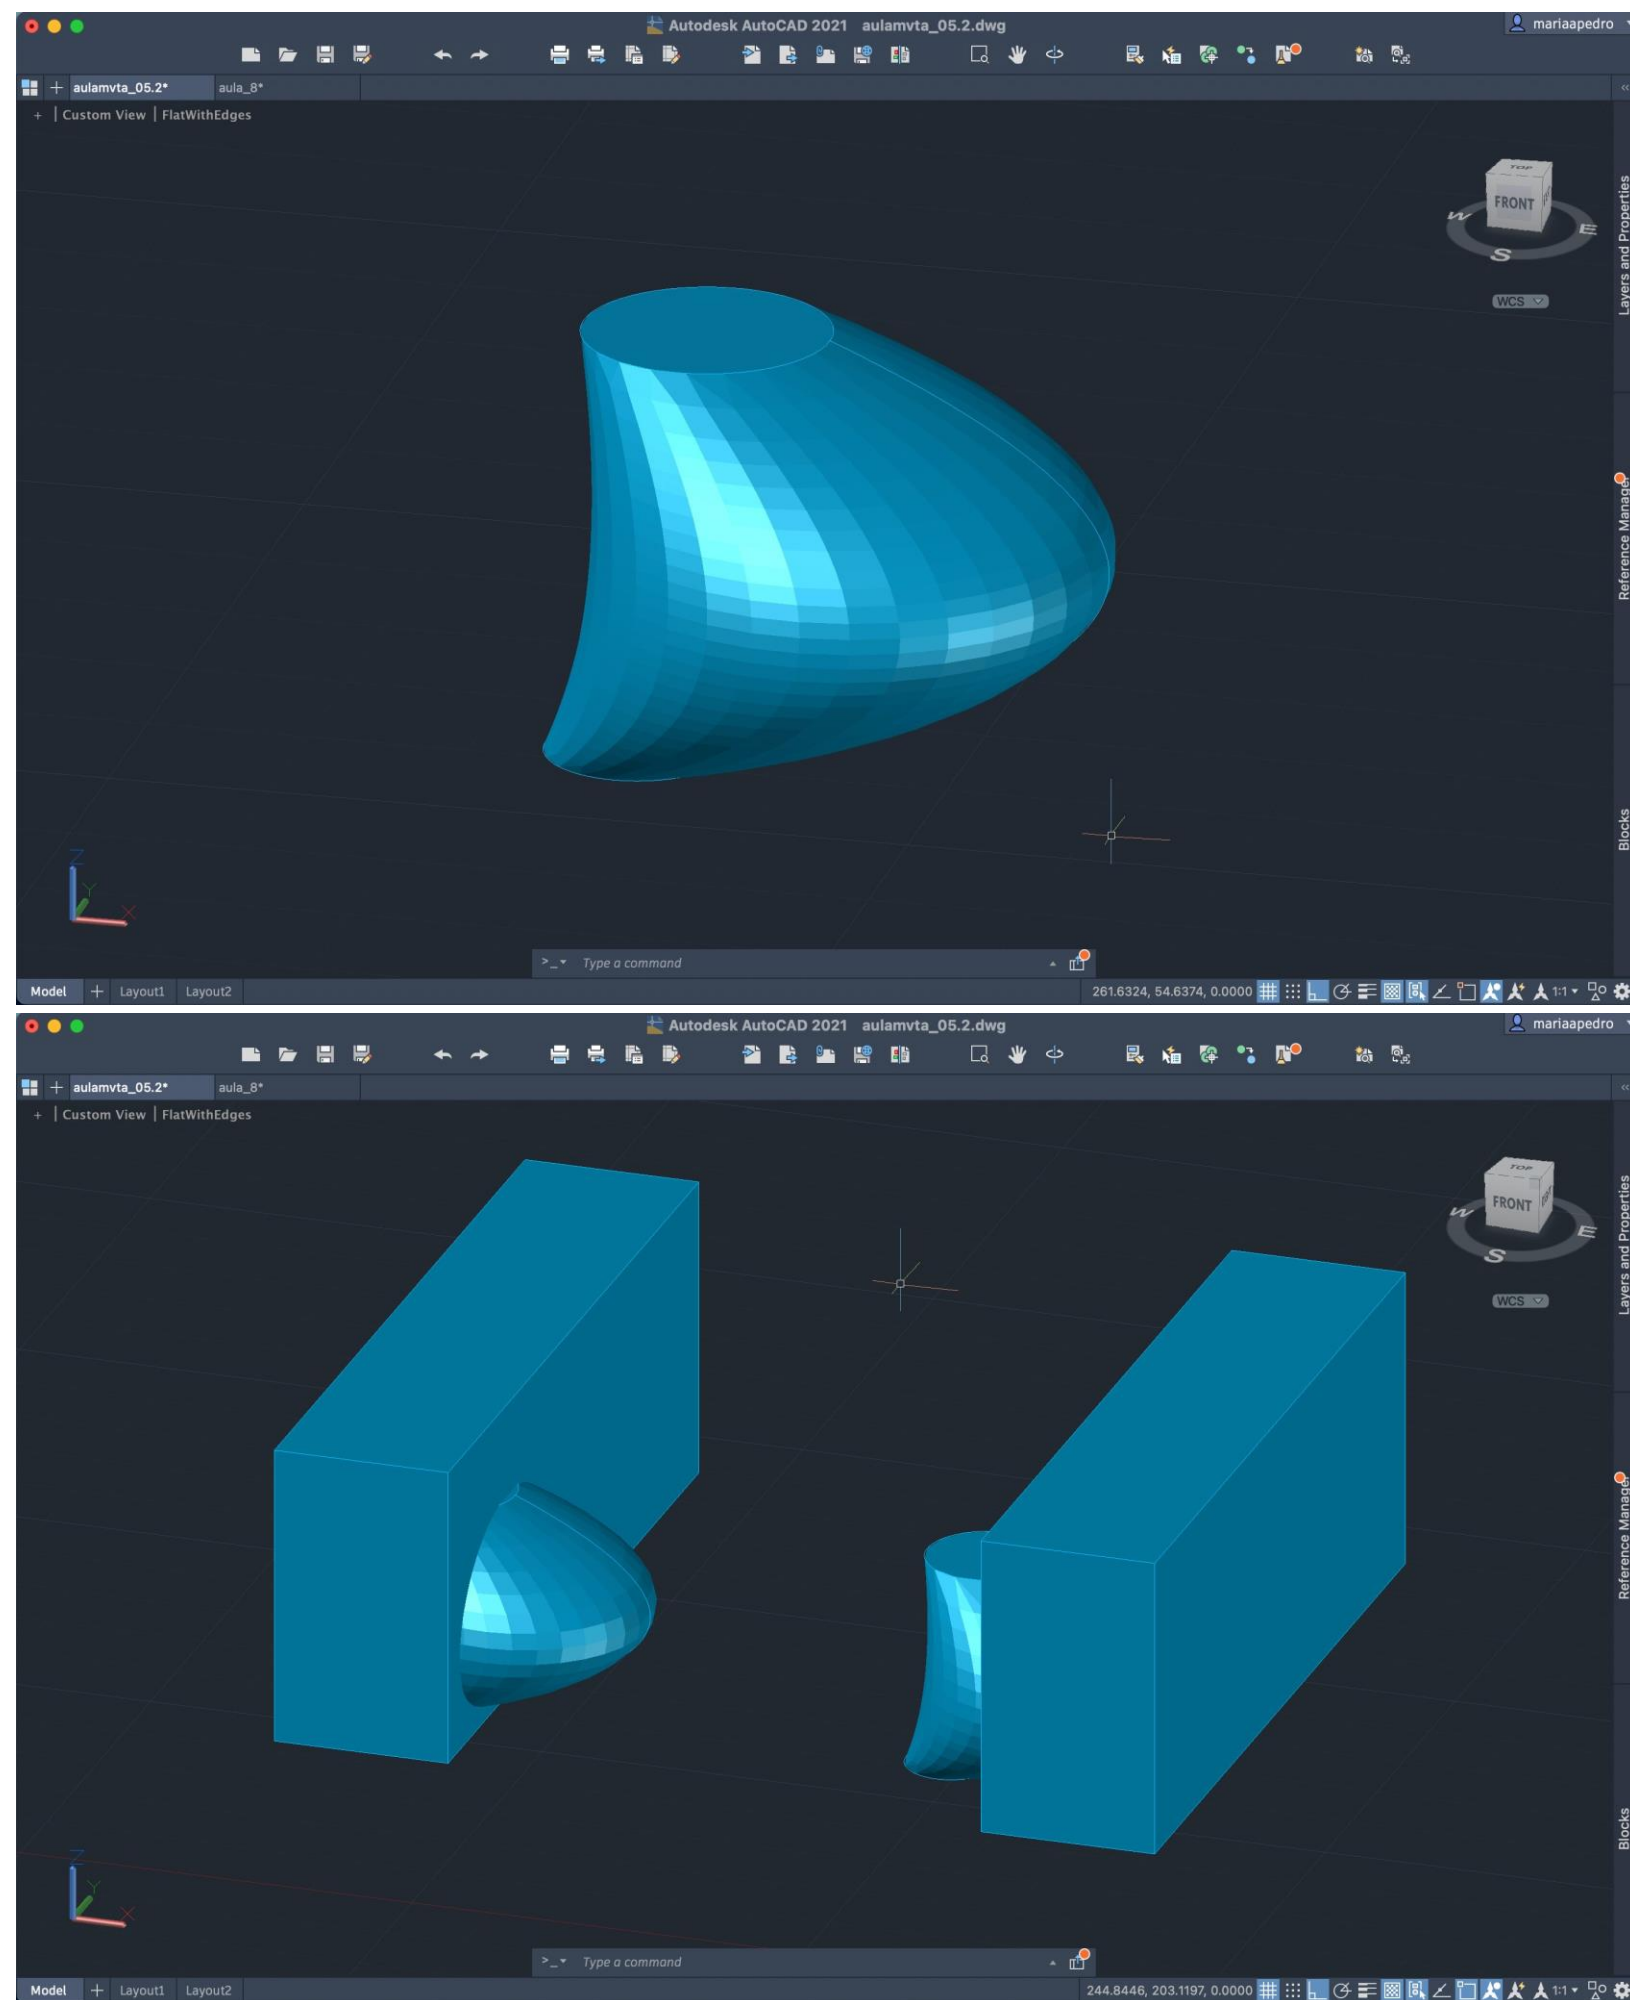 Autodesk AutoCAD 2021 aulamvta_05.2.dwg
mariaapedro
aulamvta_05.2*
aula_8*
+ | Custom View | FlatWithEdges
TOP
FRONT
W
S
E
WCS
Layers and Properties
Reference Manager
Blocks
Z
Y
X
>_ Type a command
Model
Layout1
Layout2
261.6324, 54.6374, 0.0000
1:1
Autodesk AutoCAD 2021 aulamvta_05.2.dwg
mariaapedro
aulamvta_05.2*
aula_8*
+ | Custom View | FlatWithEdges
TOP
FRONT
W
S
E
WCS
Layers and Properties
Reference Manager
Blocks
Z
Y
X
>_ Type a command
Model
Layout1
Layout2
244.8446, 203.1197, 0.0000
1:1